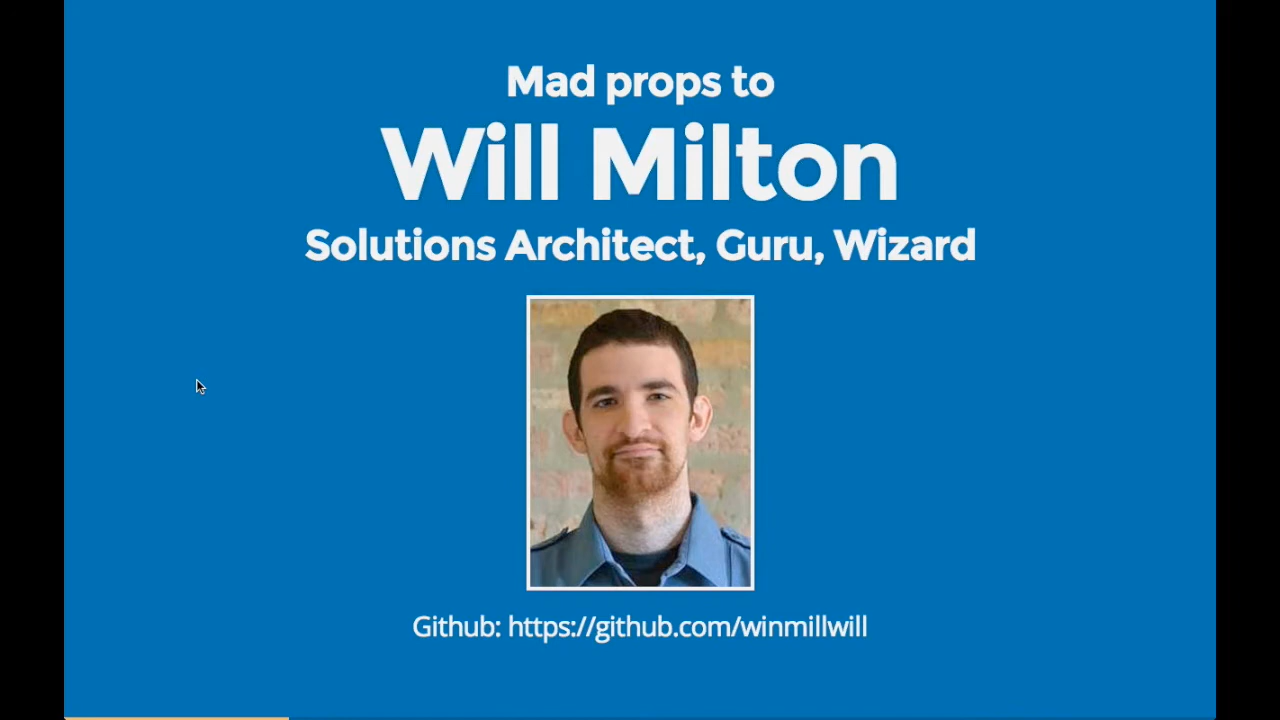 Mad props to
Will Milton
Solutions Architect, Guru, Wizard
Github: https://github.com/winmillwill